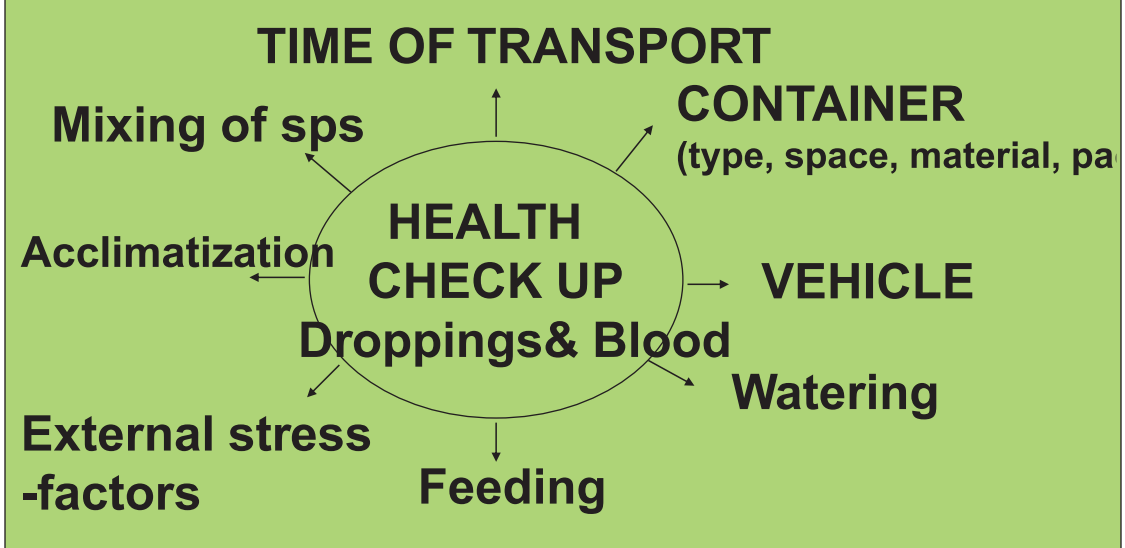 TIME OF TRANSPORT
CONTAINER
(type, space, material,
Mixing of sps
HEALTH
CHECK UP
Droppings& Blood
Acclimatization
VEHICLE
Watering
External stress
-factors
Feeding